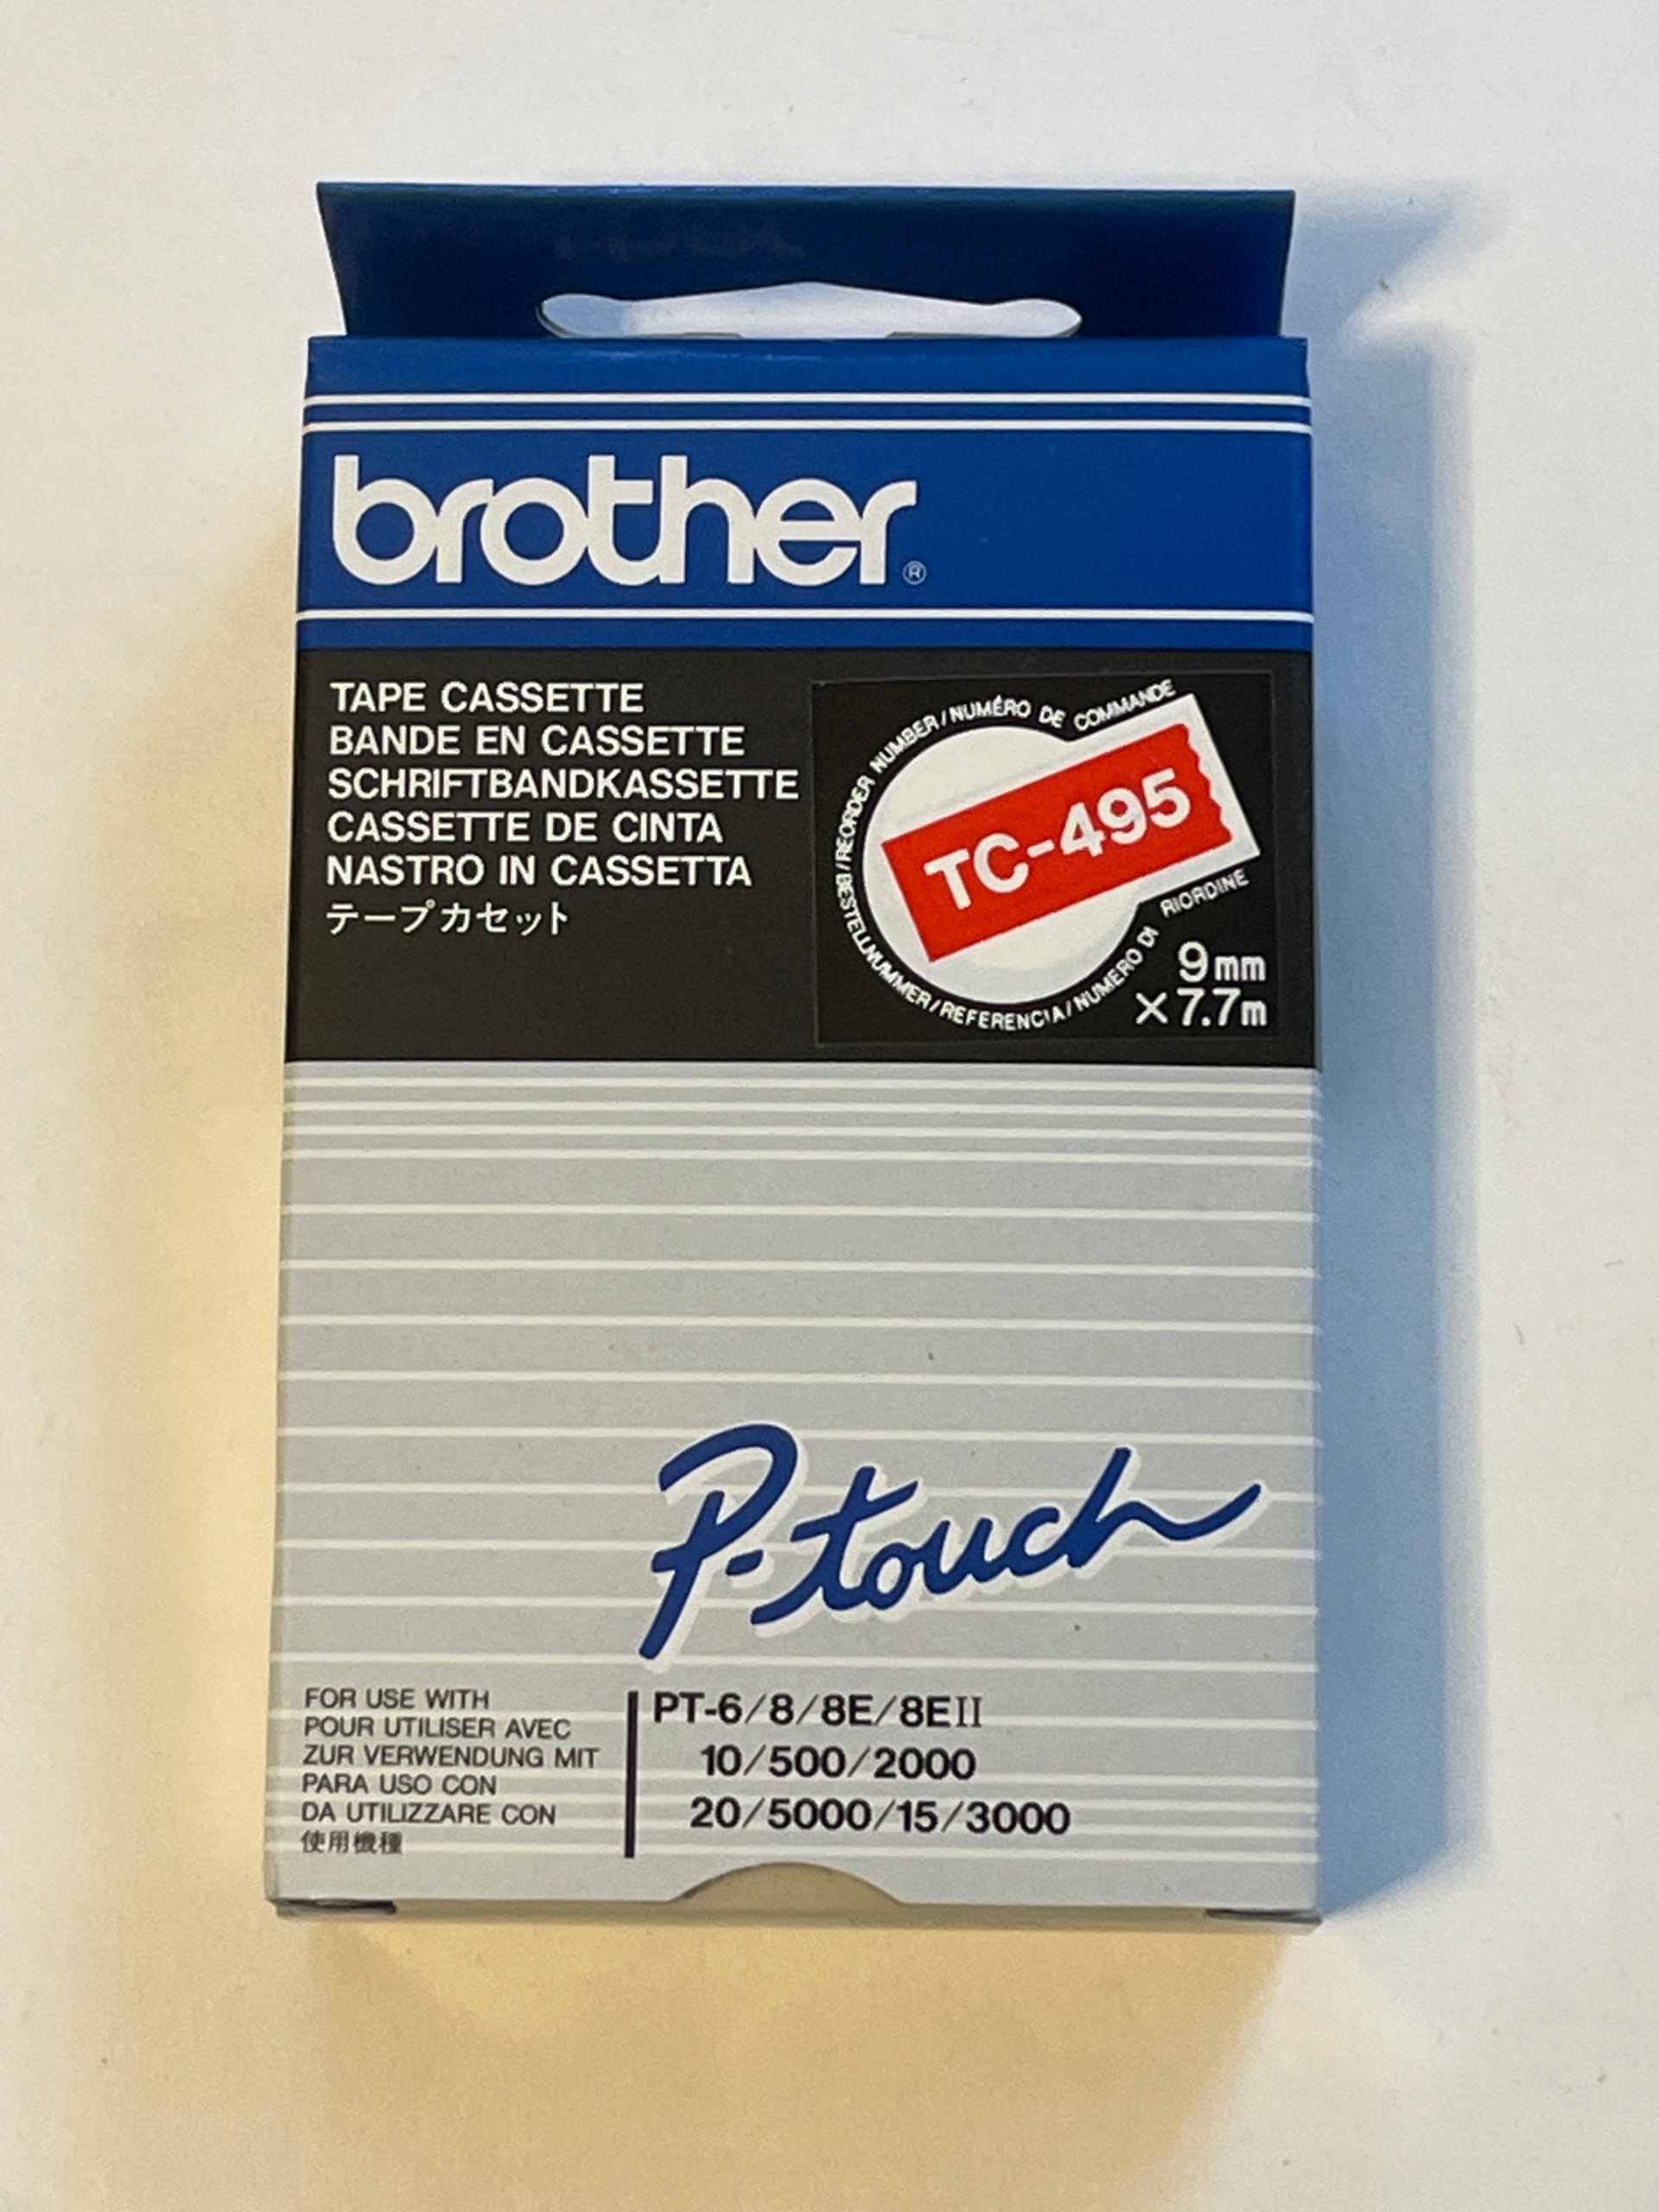 brother®
TAPE CASSETTE
BANDE EN CASSETTE
SCHRIFTBANDKASSETTE
CASSETTE DE CINTA
NASTRO IN CASSETTA
テープカセット
BESTELLNUMMER/REORDER NUMBER/NUMÉRO DE COMMANDE
TC-495
/REFERENCIA/NUMERO DI RIORDINE
9mm
×7.7m
P-touch
FOR USE WITH
POUR UTILISER AVEC
ZUR VERWENDUNG MIT
PARA USO CON
DA UTILIZZARE CON
使用機種
PT-6/8/8E/8EII
10/500/2000
20/5000/15/3000